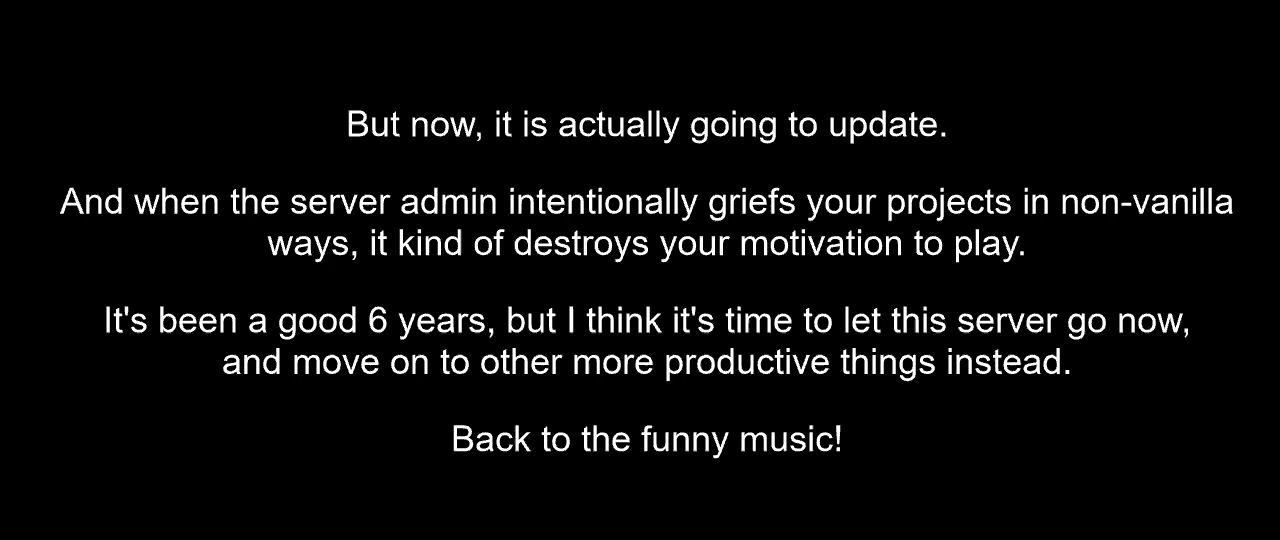 But now, it is actually going to update.
And when the server admin intentionally griefs your projects in non-vanilla
ways, it kind of destroys your motivation to play.
It's been a good 6 years, but I think it's time to let this server go now,
and move on to other more productive things instead.
Back to the funny music!